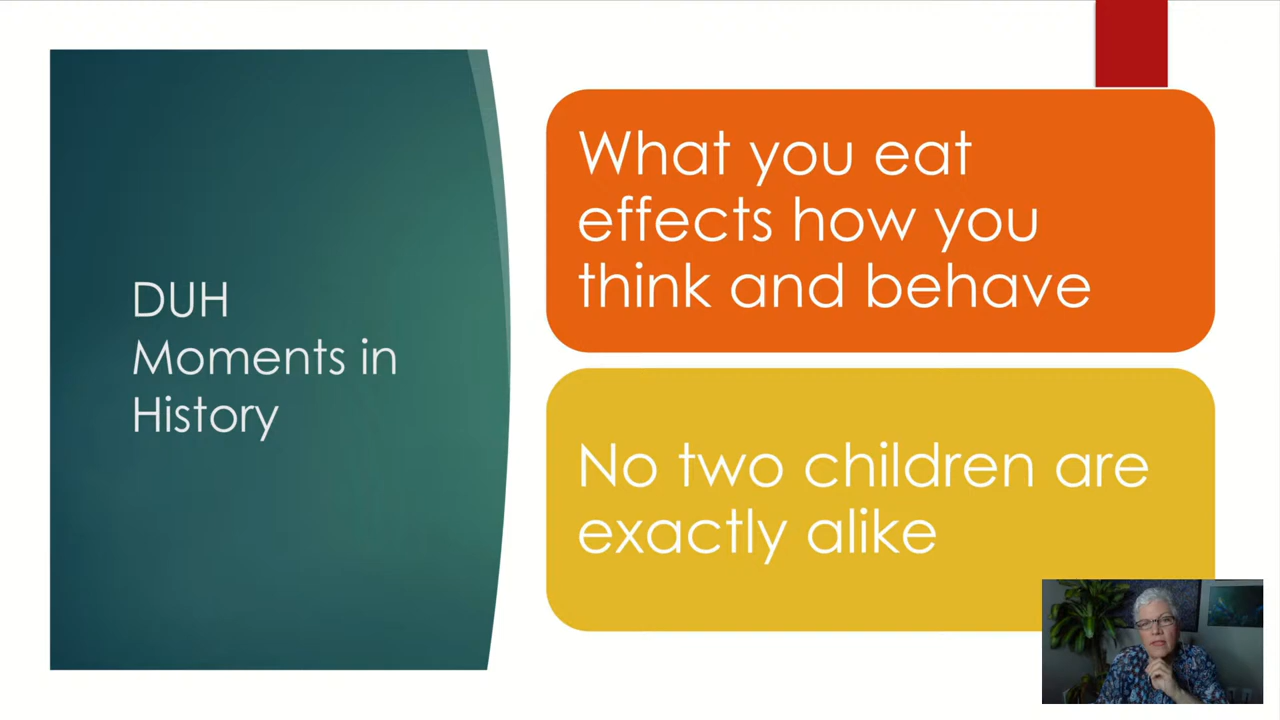 DUH
Moments in
History
What you eat
effects how you
think and behave
No two children are
exactly alike